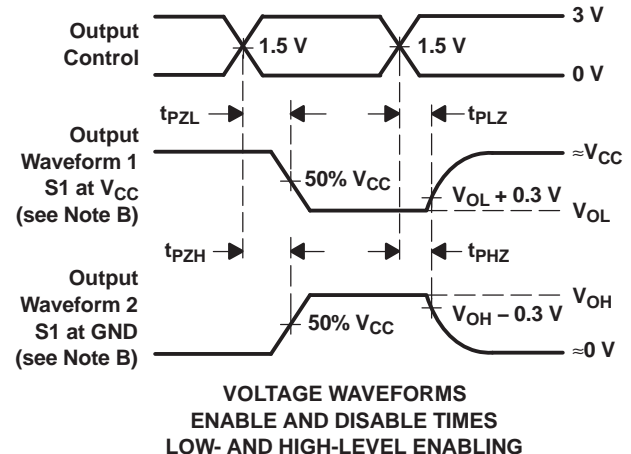 Output
Control
1.5 V
1.5 V
3 V
0 V
tPZL
tPLZ
Output
Waveform 1
S1 at VCC
(see Note B)
50% VCC
≈VCC
VOL + 0.3 V
VOL
tPZH
tPHZ
Output
Waveform 2
S1 at GND
(see Note B)
50% VCC
VOH
VOH – 0.3 V
≈0 V
VOLTAGE WAVEFORMS
ENABLE AND DISABLE TIMES
LOW- AND HIGH-LEVEL ENABLING